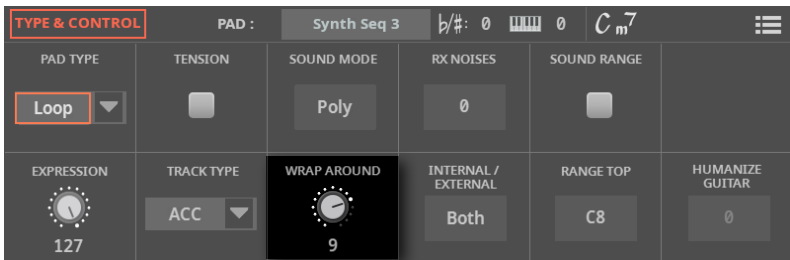 TYPE & CONTROL PAD : Synth Seq 3 b/#: 0 0 Cm7
PAD TYPE TENSION SOUND MODE RX NOISES SOUND RANGE
Loop Poly 0
EXPRESSION TRACK TYPE WRAP AROUND INTERNAL / EXTERNAL RANGE TOP HUMANIZE GUITAR
ACC Both C8 0
127 9